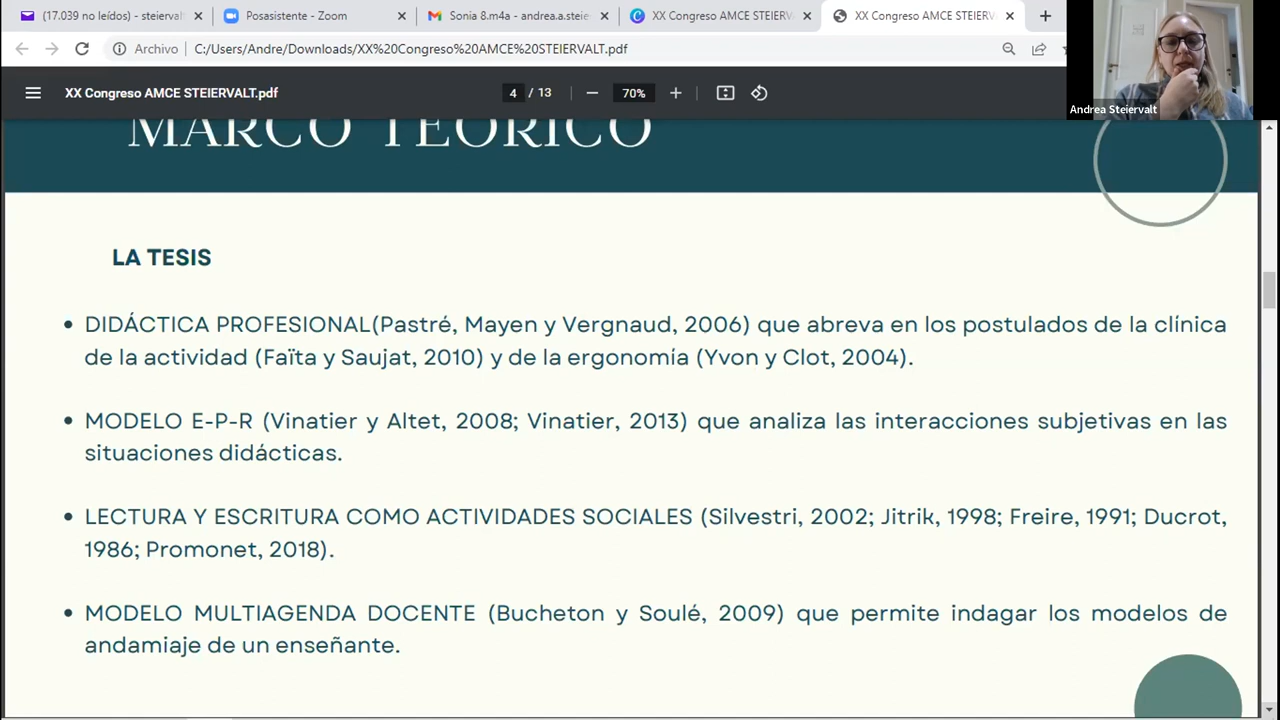 (17.039 no leídos) - steierval
Posasistente - Zoom
Sonia 8.m4a - andrea.a.steie
XX Congreso AMCE STEIERV
XX Congreso AMCE STEIERV
Archivo C:/Users/Andre/Downloads/XX%20Congreso%20AMCE%20STEIERVALT.pdf
XX Congreso AMCE STEIERVALT.pdf
4 / 13
70%
Andrea Steiervalt
MARCO TEÓRICO
LA TESIS
• DIDÁCTICA PROFESIONAL(Pastré, Mayen y Vergnaud, 2006) que abreva en los postulados de la clínica
de la actividad (Faïta y Saujat, 2010) y de la ergonomía (Yvon y Clot, 2004).
• MODELO E-P-R (Vinatier y Altet, 2008; Vinatier, 2013) que analiza las interacciones subjetivas en las
situaciones didácticas.
• LECTURA Y ESCRITURA COMO ACTIVIDADES SOCIALES (Silvestri, 2002; Jitrik, 1998; Freire, 1991; Ducrot,
1986; Promonet, 2018).
• MODELO MULTIAGENDA DOCENTE (Bucheton y Soulé, 2009) que permite indagar los modelos de
andamiaje de un enseñante.